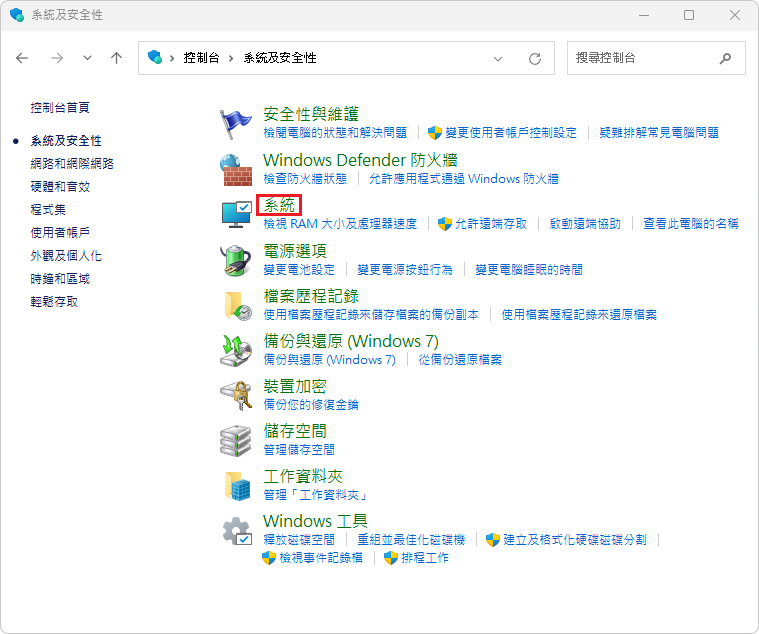 系統及安全性
控制台 系統及安全性
搜尋控制台
控制台首頁
系統及安全性
網路和網際網路
硬體和音效
程式集
使用者帳戶
外觀及個人化
時鐘和區域
輕鬆存取
安全性與維護
檢閱電腦的狀態和解決問題 變更使用者帳戶控制設定 疑難排解常見電腦問題
Windows Defender 防火牆
檢查防火牆狀態 允許應用程式通過 Windows 防火牆
系統
檢視 RAM 大小及處理器速度 允許遠端存取 啟動遠端協助 查看此電腦的名稱
電源選項
變更電池設定 變更電源按鈕行為 變更電腦睡眠的時間
檔案歷程記錄
使用檔案歷程記錄來儲存檔案的備份副本 使用檔案歷程記錄來還原檔案
備份與還原 (Windows 7)
備份與還原 (Windows 7) 從備份還原檔案
裝置加密
備份您的修復金鑰
儲存空間
管理儲存空間
工作資料夾
管理「工作資料夾」
Windows 工具
釋放磁碟空間 重組並最佳化磁碟機 建立及格式化硬碟磁碟分割
檢視事件記錄檔 排程工作